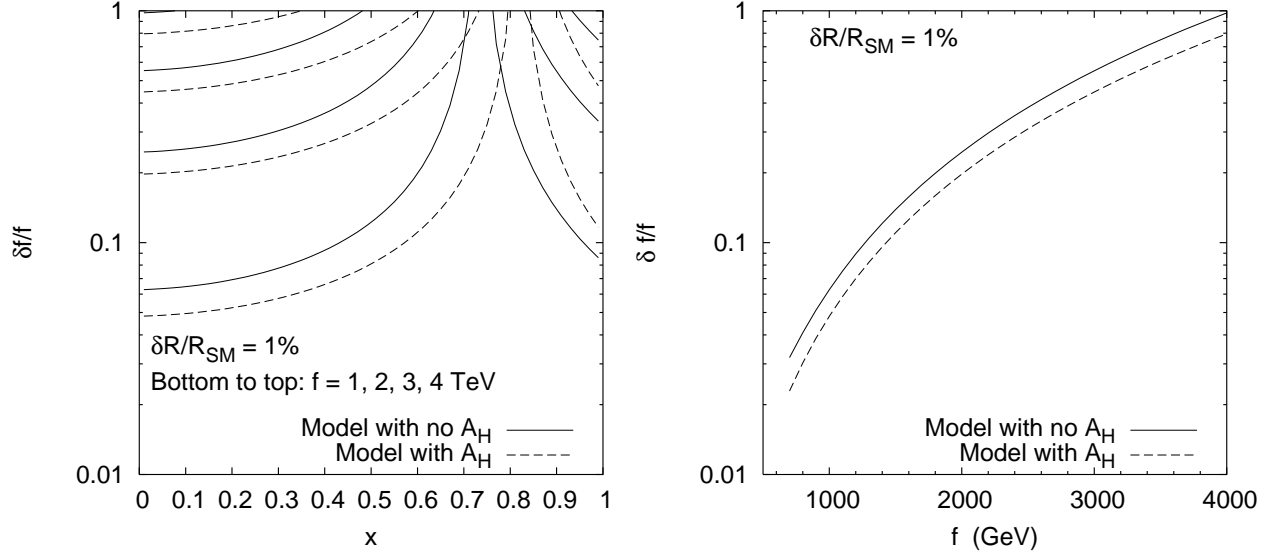 1
0.1
0.01
δf/f
δR/R_SM = 1%
Bottom to top: f = 1, 2, 3, 4 TeV
Model with no A_H
Model with A_H
0 0.1 0.2 0.3 0.4 0.5 0.6 0.7 0.8 0.9 1
x
1
0.1
0.01
δ f/f
δR/R_SM = 1%
Model with no A_H
Model with A_H
1000 2000 3000 4000
f (GeV)